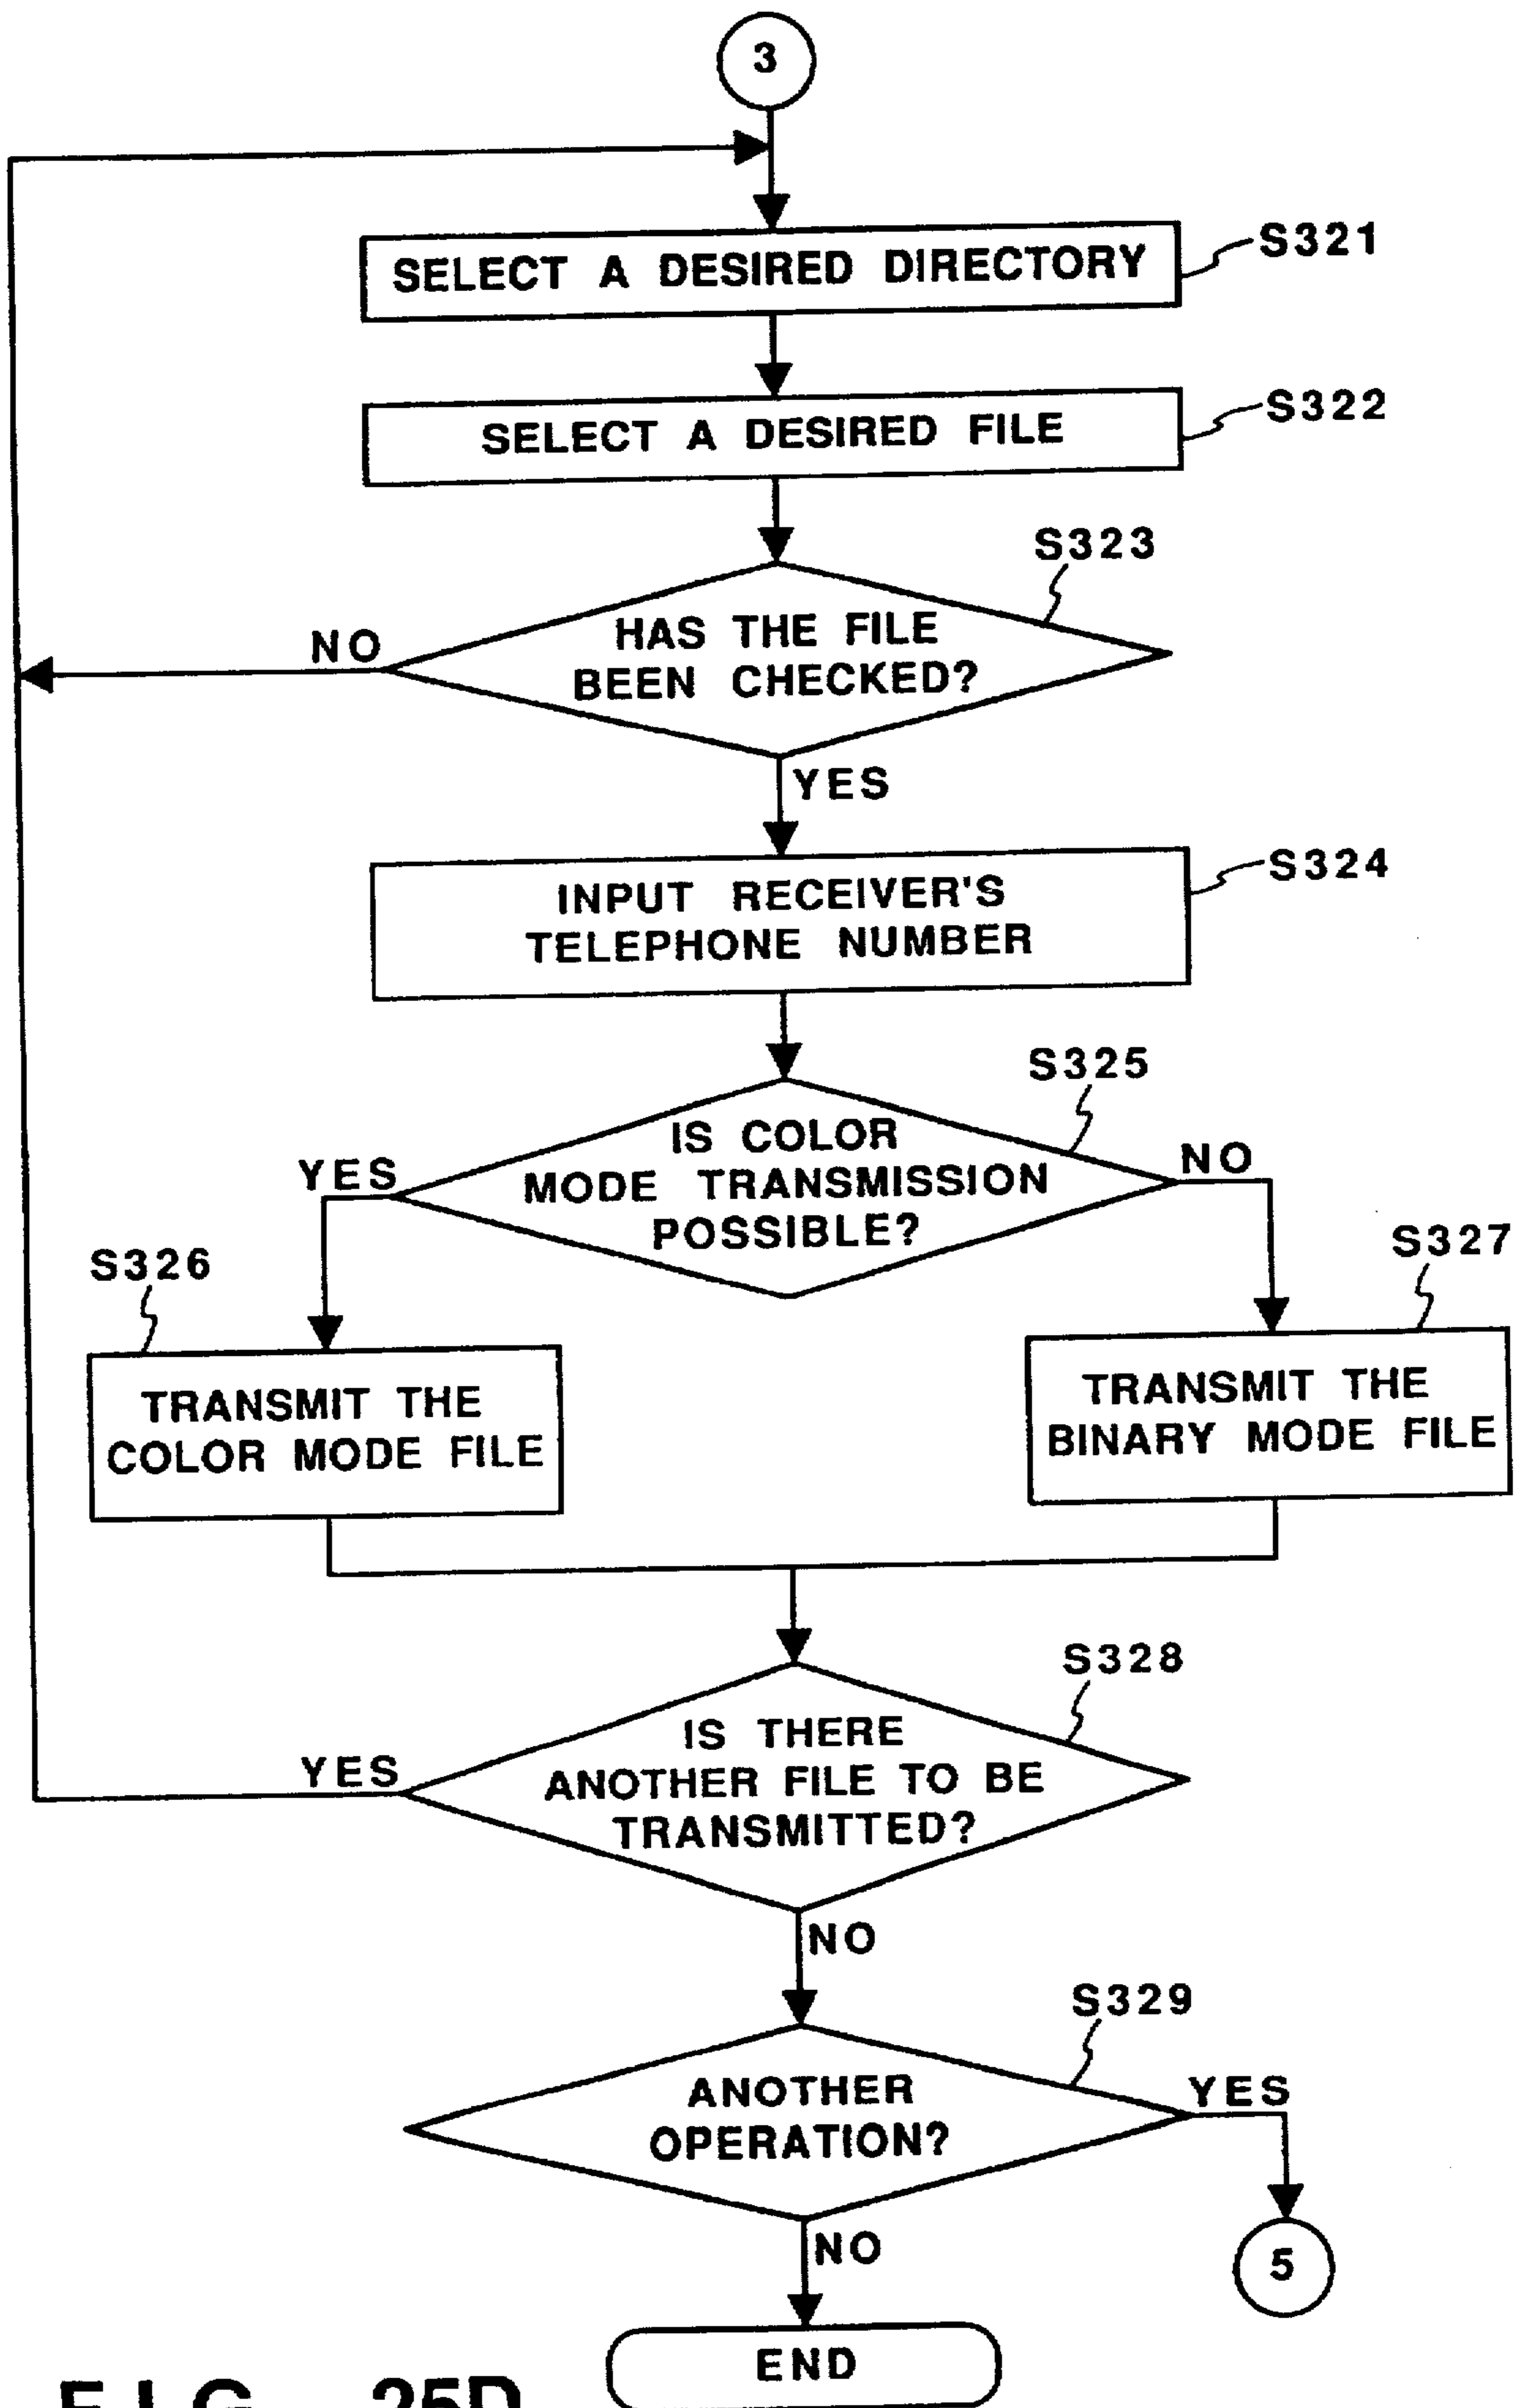 3
SELECT A DESIRED DIRECTORY
S321
SELECT A DESIRED FILE
S322
S323
HAS THE FILE
BEEN CHECKED?
NO
YES
INPUT RECEIVER'S
TELEPHONE NUMBER
S324
S325
IS COLOR
MODE TRANSMISSION
POSSIBLE?
YES
NO
S326
S327
TRANSMIT THE
COLOR MODE FILE
TRANSMIT THE
BINARY MODE FILE
S328
IS THERE
ANOTHER FILE TO BE
TRANSMITTED?
YES
NO
S329
ANOTHER
OPERATION?
YES
NO
5
END
FIG. 25D